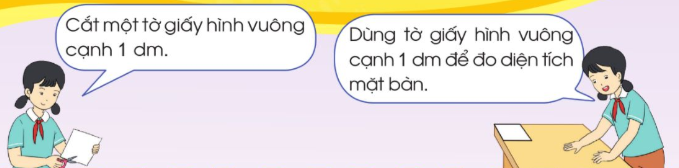 Cắt một tờ giấy hình vuông
cạnh 1 dm.
Dùng tờ giấy hình vuông
cạnh 1 dm để đo diện tích
mặt bàn.